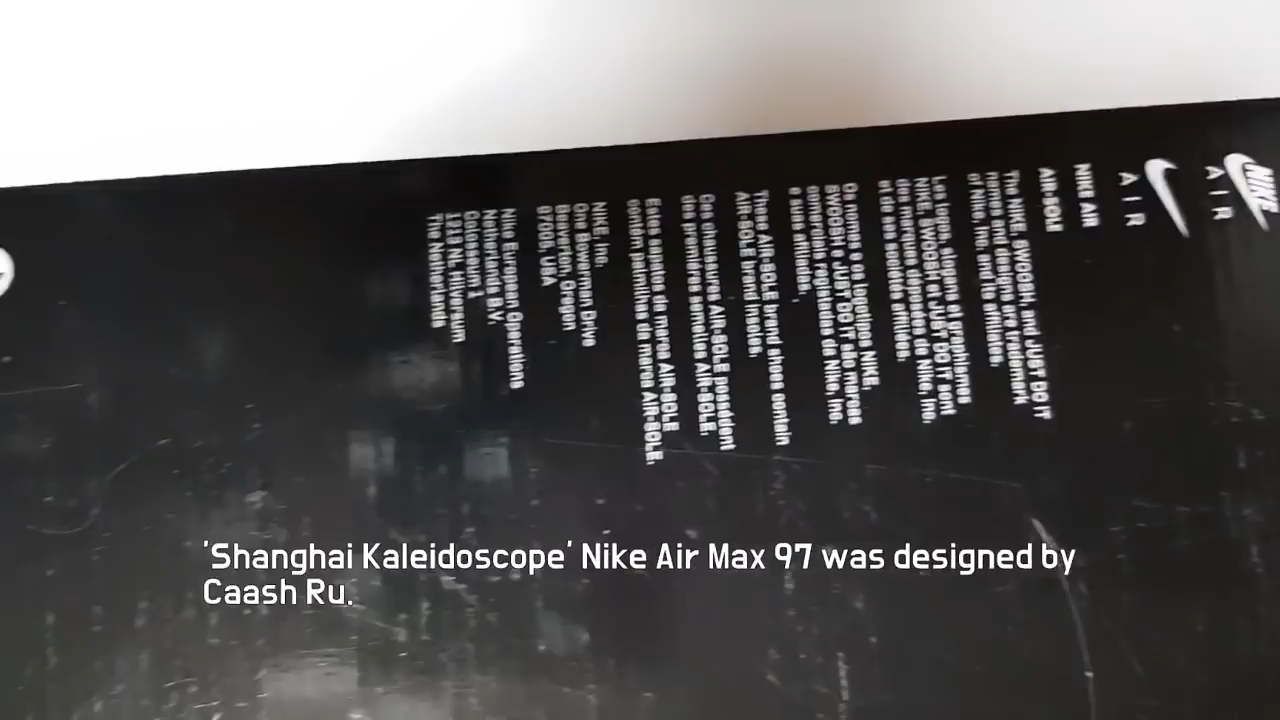 NIKE
AIR
AIR
NIKE AIR
AIR-SOLE
The NIKE, SWOOSH, and JUST DO IT
names and designs are trademark
of Nike, Inc. and its affiliates.
Les logos, slogans et graphismes
NIKE, SWOOSH et JUST DO IT sont
des marques déposées de Nike, Inc.
et de ses sociétés affiliées.
Os nomes e os logotipos NIKE,
SWOOSH e JUST DO IT são marcas
comerciais registadas da Nike, Inc.
e suas afiliadas.
These AIR-SOLE brand shoes contain
AIR-SOLE brand insoles.
Ces chaussures AIR-SOLE possèdent
des premières semelles AIR-SOLE.
Estes sapatos da marca AIR-SOLE
contêm palmilhas da marca AIR-SOLE.
NIKE, Inc.
One Bowerman Drive
Beaverton, Oregon
97005, USA
Nike European Operations
Netherlands B.V.
Colosseum 1
1213 NL Hilversum
The Netherlands
'Shanghai Kaleidoscope' Nike Air Max 97 was designed by
Caash Ru.